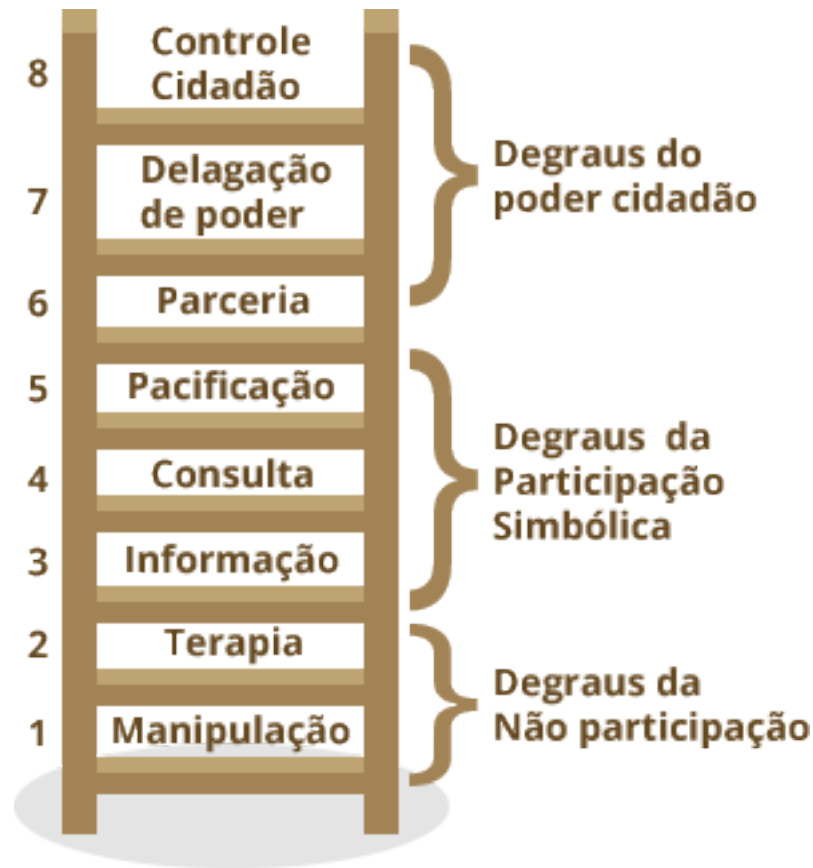 8
Controle
Cidadão
7
Delagação
de poder
6
Parceria
Degraus do
poder cidadão
5
Pacificação
4
Consulta
3
Informação
Degraus da
Participação
Simbólica
2
Terapia
1
Manipulação
Degraus da
Não participação